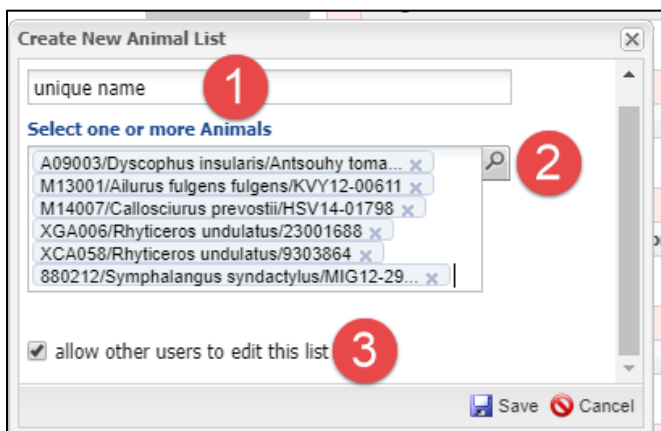 Create New Animal List
unique name
1
Select one or more Animals
A09003/Dyscophus insularis/Antsouhy toma...
2
M13001/Ailurus fulgens fulgens/KVY12-00611
M14007/Callosciurus prevostii/HSV14-01798
XGA006/Rhyticeros undulatus/23001688
XCA058/Rhyticeros undulatus/9303864
880212/Symphalangus syndactylus/MIG12-29...
allow other users to edit this list
3
Save Cancel